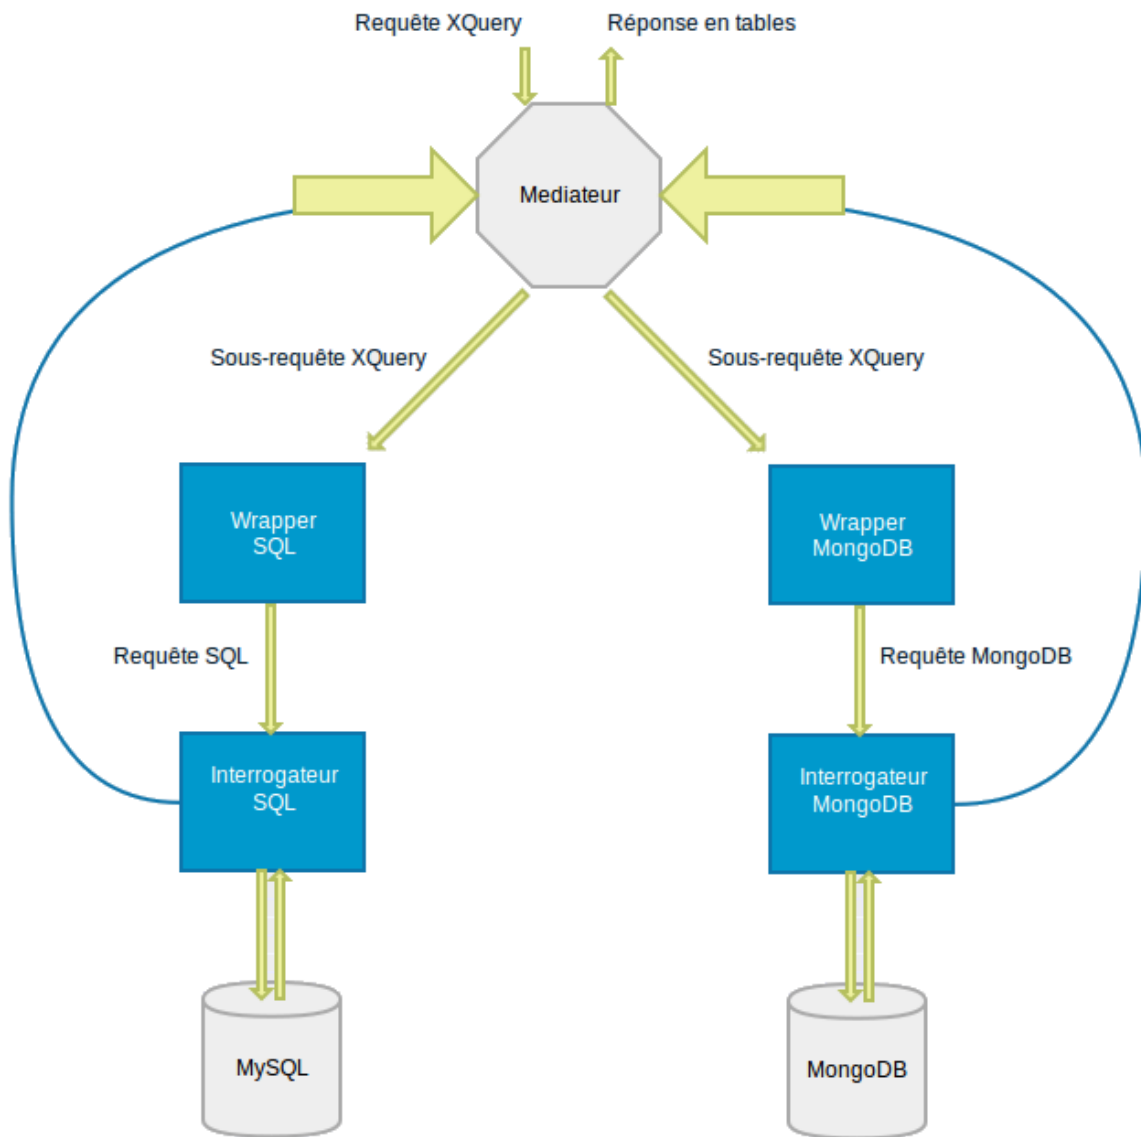 Requête XQuery
Réponse en tables
Mediateur
Sous-requête XQuery
Sous-requête XQuery
Wrapper
SQL
Wrapper
MongoDB
Requête SQL
Requête MongoDB
Interrogateur
SQL
Interrogateur
MongoDB
MySQL
MongoDB